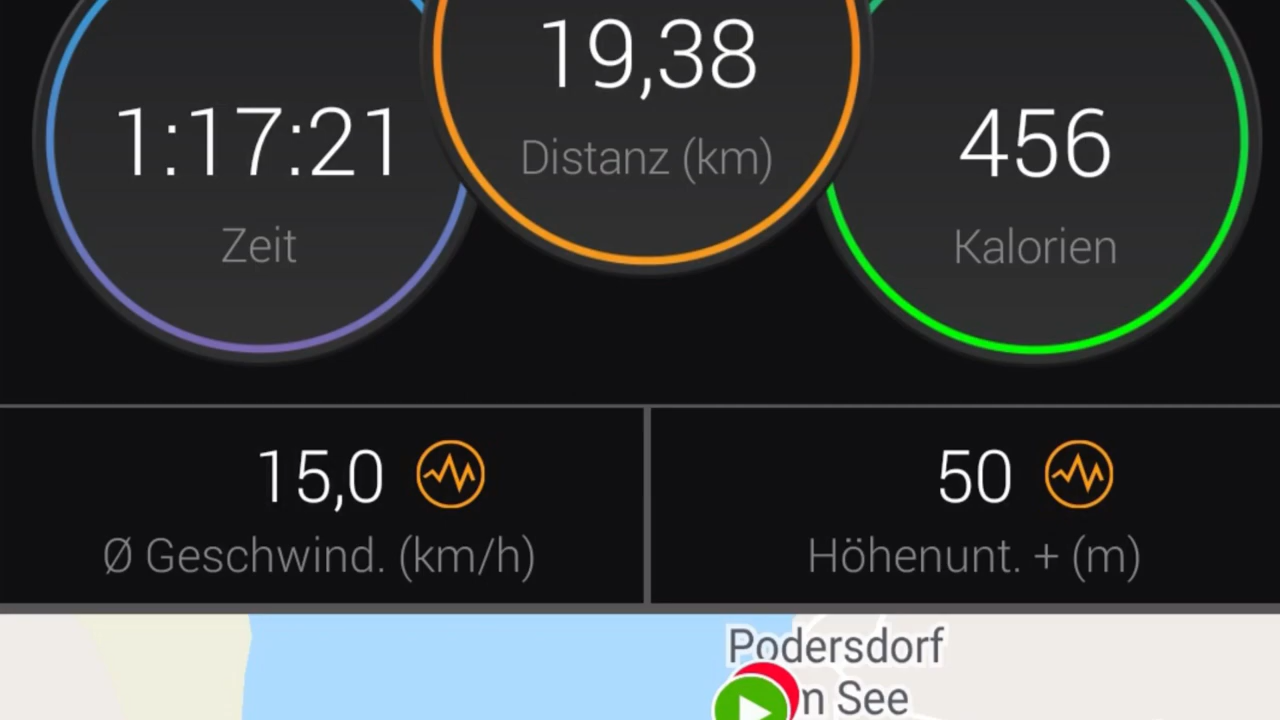 19,38
Distanz (km)
1:17:21
Zeit
456
Kalorien
15,0
Ø Geschwind. (km/h)
50
Höhenunt. + (m)
Podersdorf
m See